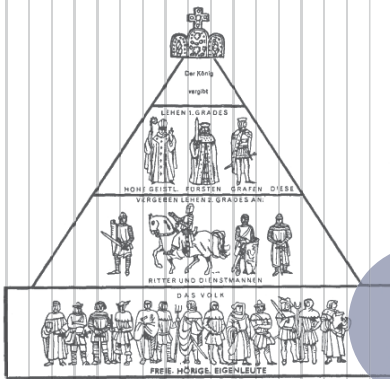 Der König
vergibt
LEHEN 1. GRADES
HOHE GEISTL. FÜRSTEN GRAFEN DIESE
VERGEBEN LEHEN 2. GRADES AN:
RITTER UND DIENSTMANNEN
DAS VOLK
FREIE, HÖRIGE, EIGENLEUTE